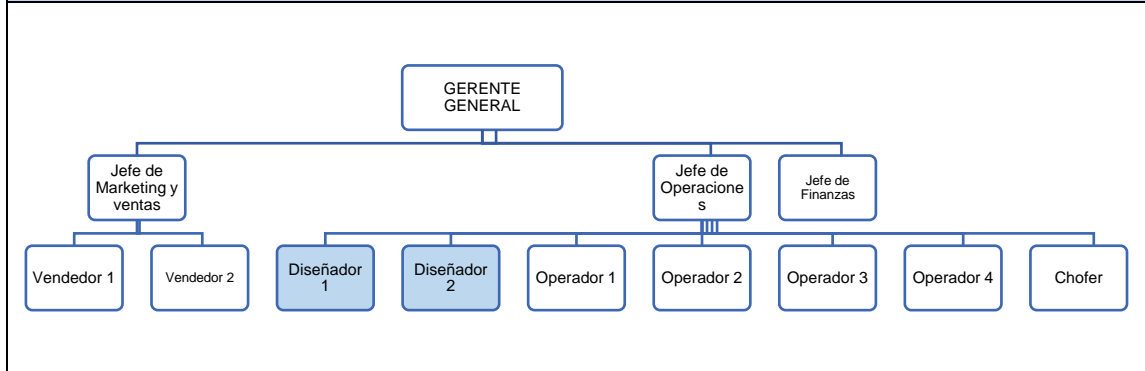 GERENTE
GENERAL
Jefe de
Marketing y
ventas
Jefe de
Operacione
s
Jefe de
Finanzas
Vendedor 1
Vendedor 2
Diseñador
1
Diseñador
2
Operador 1
Operador 2
Operador 3
Operador 4
Chofer